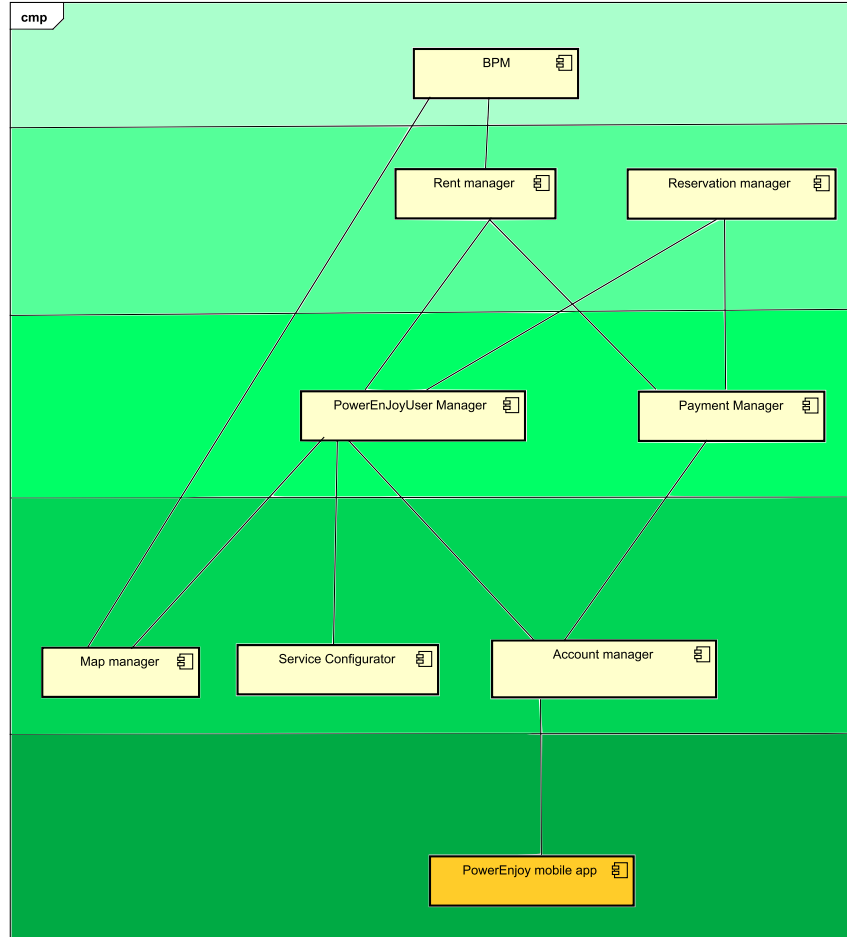 cmp
BPM
Rent manager
Reservation manager
PowerEnJoyUser Manager
Payment Manager
Map manager
Service Configurator
Account manager
PowerEnjoy mobile app